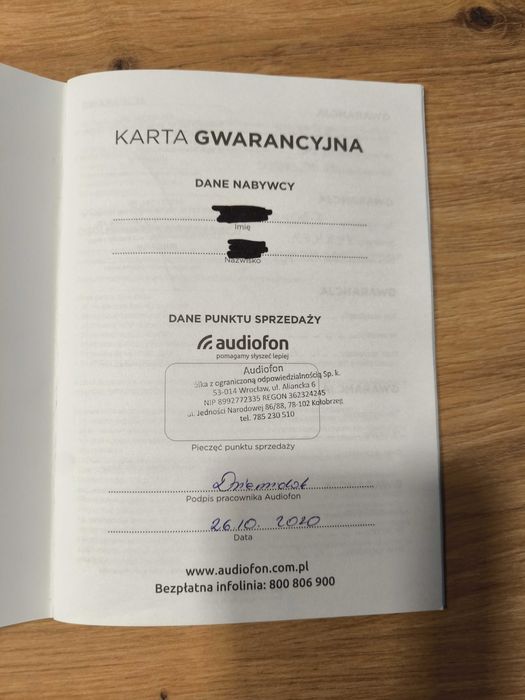 KARTA GWARANCYJNA
DANE NABYWCY
Imię
Nazwisko
DANE PUNKTU SPRZEDAŻY
audiofon
pomagamy słyszeć lepiej
Audiofon
ółka z ograniczoną odpowiedzialnością Sp. k.
53-014 Wrocław, ul. Aliancka 6
NIP 8992772335 REGON 362324245
ul. Jedności Narodowej 86/88, 78-102 Kołobrzeg
tel. 785 230 510
Pieczęć punktu sprzedaży
Podpis pracownika Audiofon
26.10. 2020
Data
www.audiofon.com.pl
Bezpłatna infolinia: 800 806 900